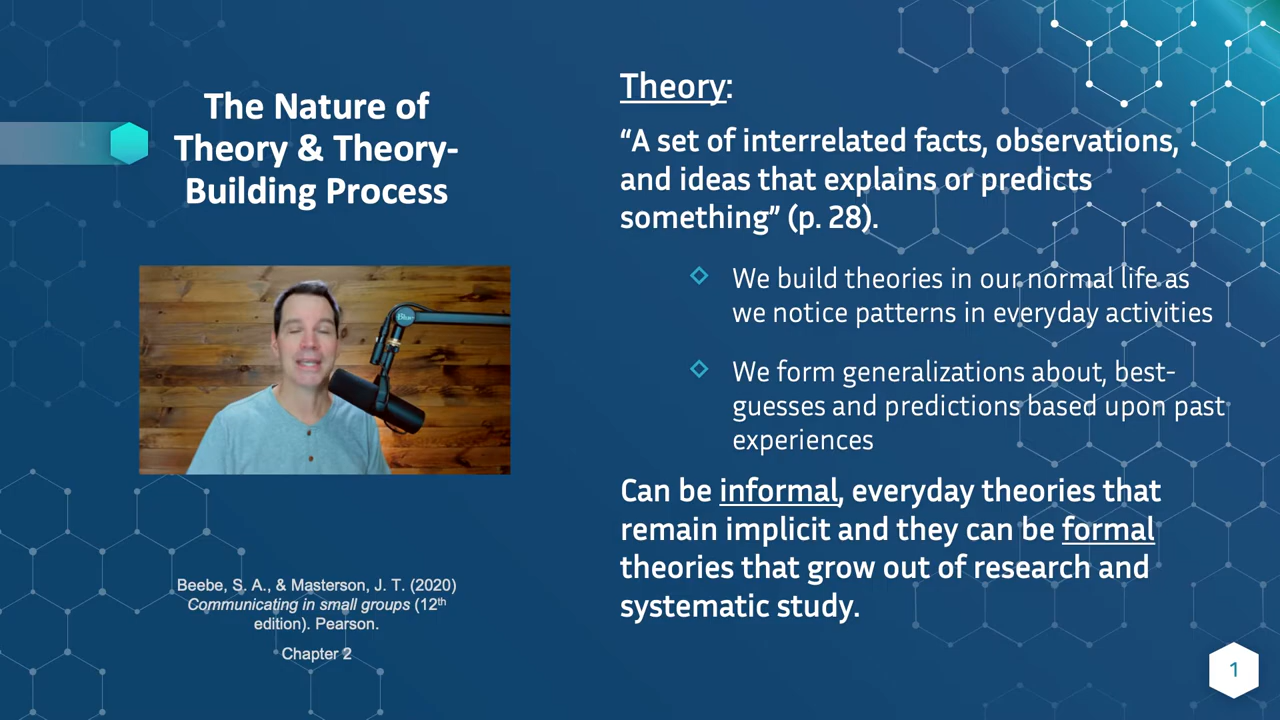 The Nature of
Theory & Theory-
Building Process
Blue
Beebe, S. A., & Masterson, J. T. (2020)
Communicating in small groups (12th
edition). Pearson.
Chapter 2
Theory:
“A set of interrelated facts, observations,
and ideas that explains or predicts
something” (p. 28).
We build theories in our normal life as
we notice patterns in everyday activities
We form generalizations about, best-
guesses and predictions based upon past
experiences
Can be informal, everyday theories that
remain implicit and they can be formal
theories that grow out of research and
systematic study.
1